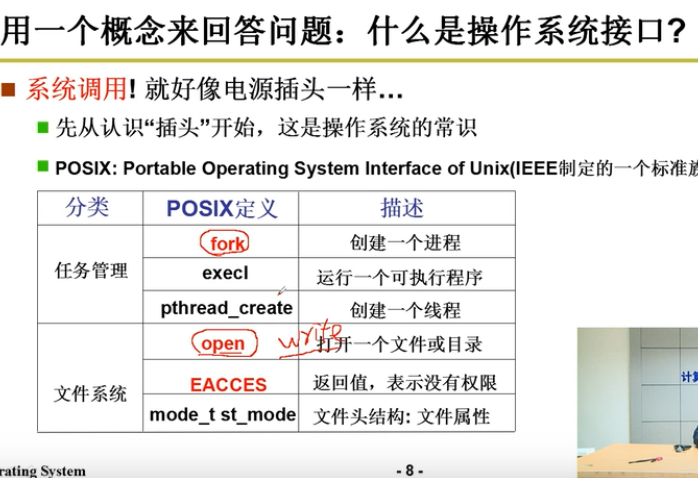 用一个概念来回答问题：什么是操作系统接口？
系统调用! 就好像电源插头一样…
先从认识“插头”开始，这是操作系统的常识
POSIX: Portable Operating System Interface of Unix(IEEE制定的一个标准
分类 POSIX定义 描述
任务管理 fork 创建一个进程
execl 运行一个可执行程序
pthread_create 创建一个线程
文件系统 open write 打开一个文件或目录
EACCES 返回值，表示没有权限
mode_t st_mode 文件头结构: 文件属性
计
rating System - 8 -